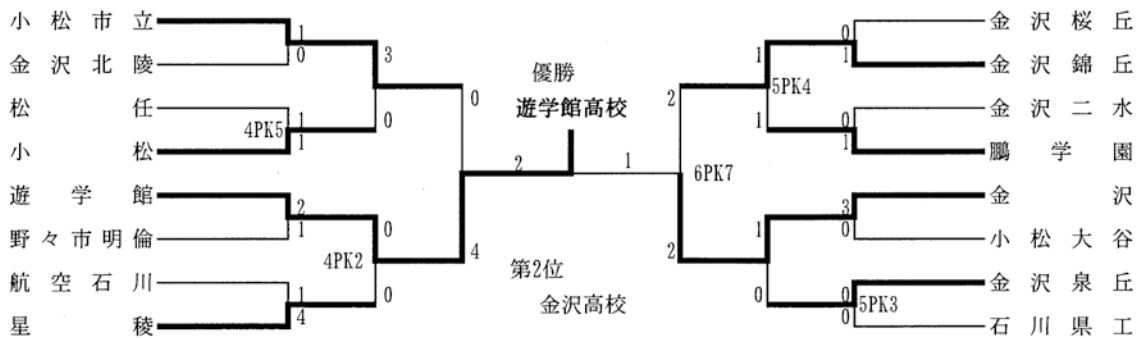 小松市立
1
0
金沢北陵
3
松任
1
4PK5
1
小松
0
0
遊学館
2
1
野々市明倫
0
4PK2
航空石川
1
4
星稜
0
4
優勝
遊学館高校
2
1
第2位
金沢高校
金沢桜丘
0
1
金沢錦丘
1
5PK4
金沢二水
0
1
鵬学園
1
2
6PK7
金沢
3
0
小松大谷
1
2
金沢泉丘
0
5PK3
0
石川県工
0